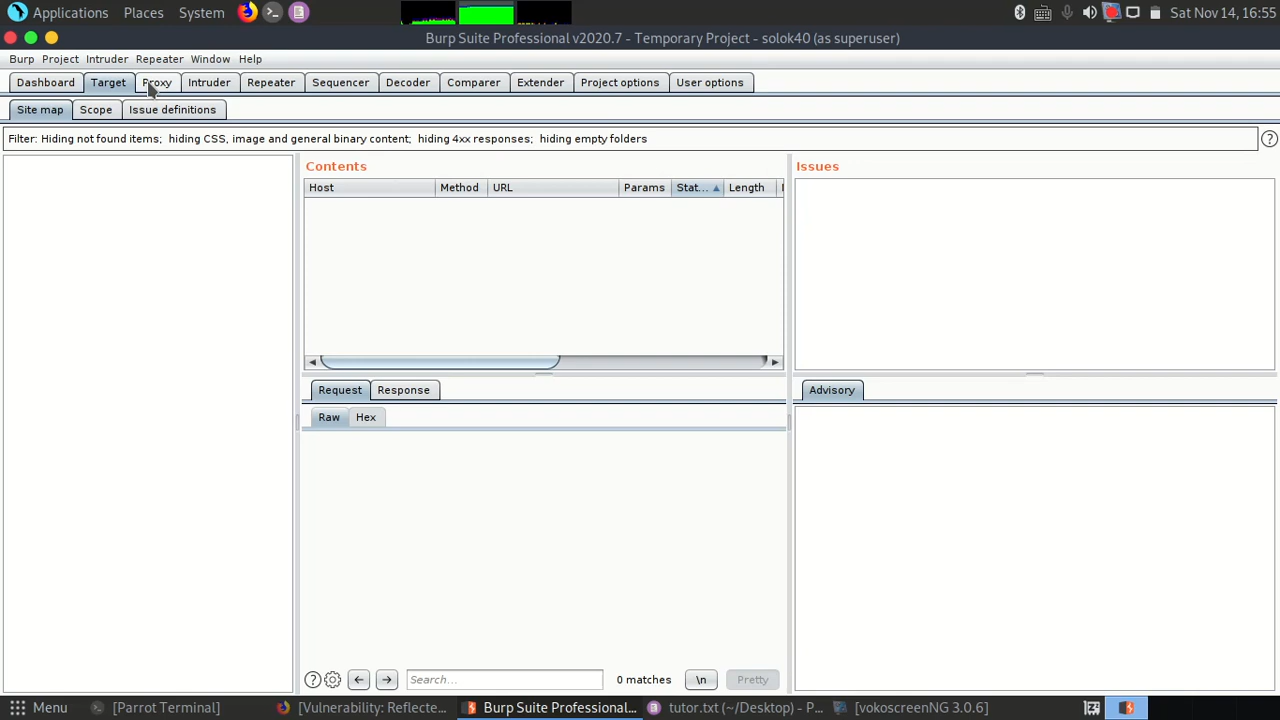 Applications Places System Sat Nov 14, 16:55
Burp Suite Professional v2020.7 - Temporary Project - solok40 (as superuser)
Burp Project Intruder Repeater Window Help
Dashboard Target Proxy Intruder Repeater Sequencer Decoder Comparer Extender Project options User options
Site map Scope Issue definitions
Filter: Hiding not found items; hiding CSS, image and general binary content; hiding 4xx responses; hiding empty folders ?
Contents
Host Method URL Params Stat... Length
Issues
Request Response
Raw Hex
Advisory
? Search... 0 matches \n Pretty
Menu [Parrot Terminal] [Vulnerability: Reflecte... Burp Suite Professional... tutor.txt (~/Desktop) - P... [vokoscreenNG 3.0.6]